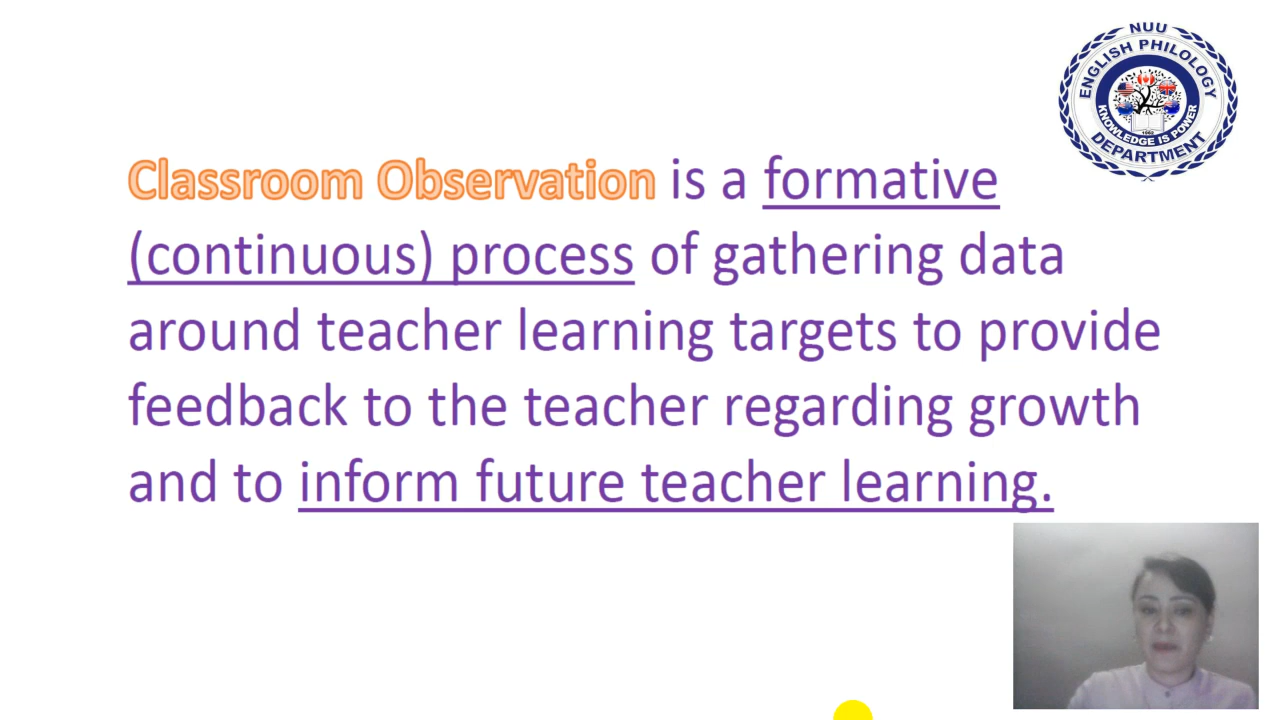 NUU
ENGLISH PHILOLOGY
KNOWLEDGE IS POWER
DEPARTMENT
Classroom Observation is a formative
(continuous) process of gathering data
around teacher learning targets to provide
feedback to the teacher regarding growth
and to inform future teacher learning.